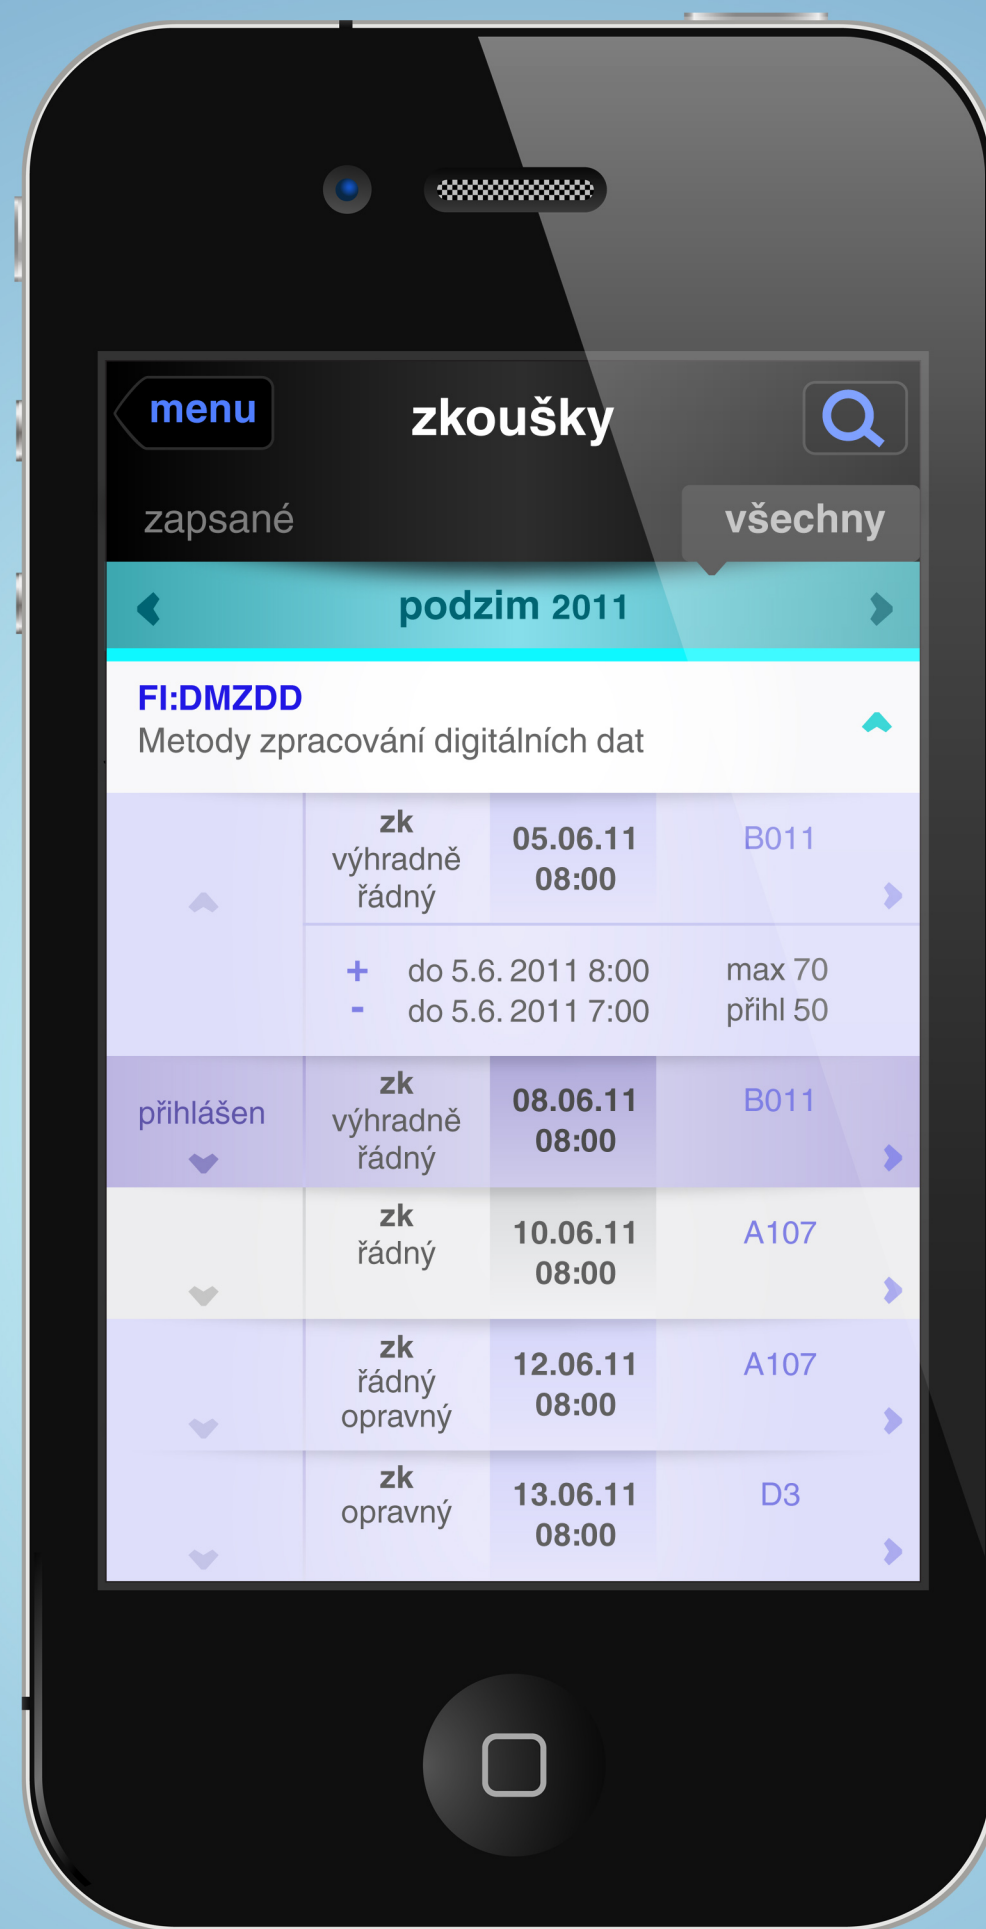 menu
zkoušky
zapsané
všechny
podzim 2011
FI:DMZDD
Metody zpracování digitálních dat
zk
výhradně
řádný
05.06.11
08:00
B011
+ do 5.6. 2011 8:00
- do 5.6. 2011 7:00
max 70
přihl 50
přihlášen
zk
výhradně
řádný
08.06.11
08:00
B011
zk
řádný
10.06.11
08:00
A107
zk
řádný
opravný
12.06.11
08:00
A107
zk
opravný
13.06.11
08:00
D3